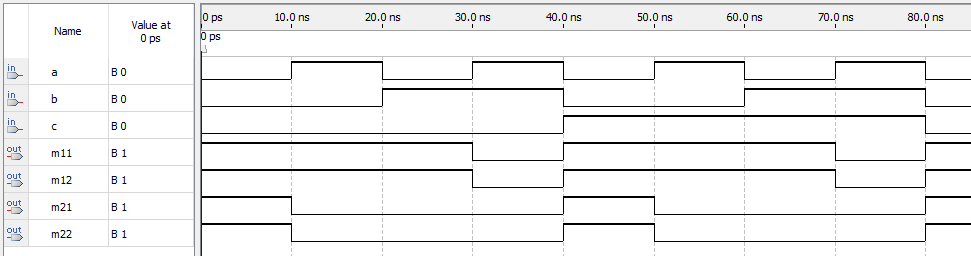 Name Value at 0 ps 0 ps 10.0 ns 20.0 ns 30.0 ns 40.0 ns 50.0 ns 60.0 ns 70.0 ns 80.0 ns
0 ps
in a B 0
in b B 0
in c B 0
out m11 B 1
out m12 B 1
out m21 B 1
out m22 B 1